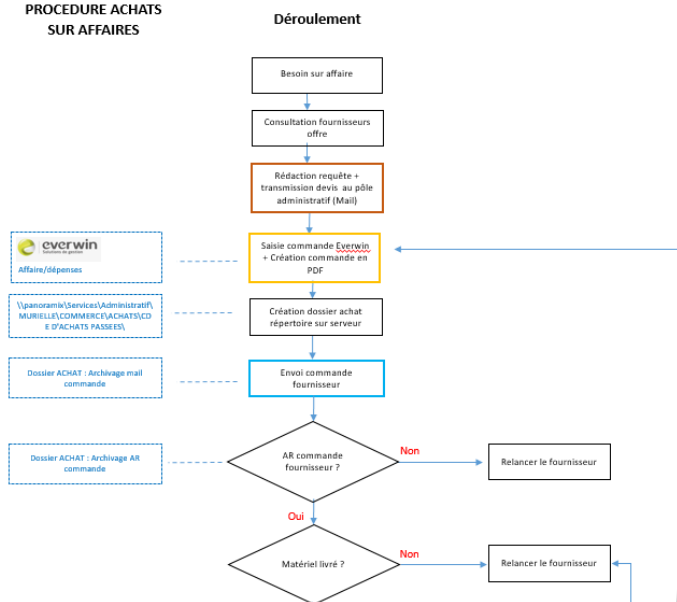 PROCEDURE ACHATS
SUR AFFAIRES
Déroulement
Besoin sur affaire
Consultation fournisseurs
offre
Rédaction requête +
transmission devis au pôle
administratif (Mail)
everwin
Affaire/dépenses
Saisie commande Everwin
+ Création commande en
PDF
\\panoramix\Services\Administratif\
MURIELLE\COMMERCE\ACHATS\CD
E D'ACHATS PASSEES\
Création dossier achat
répertoire sur serveur
Dossier ACHAT : Archivage mail
commande
Envoi commande
fournisseur
Dossier ACHAT : Archivage AR
commande
AR commande
fournisseur ?
Non
Relancer le fournisseur
Oui
Matériel livré ?
Non
Relancer le fournisseur